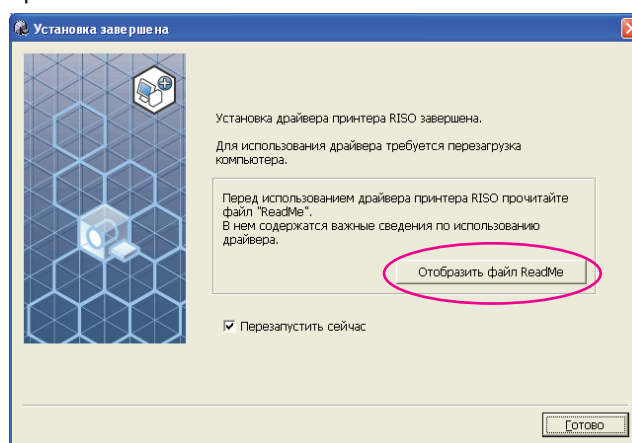 Установка завершена
Установка драйвера принтера RISO завершена.
Для использования драйвера требуется перезагрузка
компьютера.
Перед использованием драйвера принтера RISO прочитайте
файл "ReadMe".
В нем содержатся важные сведения по использованию
драйвера.
Отобразить файл ReadMe
Перезапустить сейчас
Готово